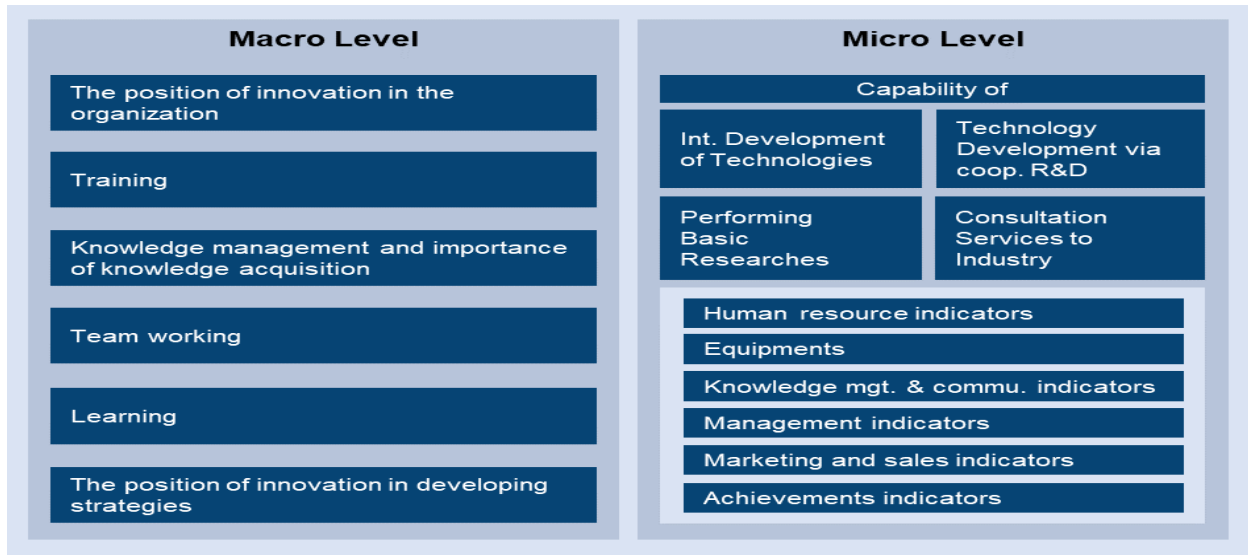 Macro Level
The position of innovation in the
organization
Training
Knowledge management and importance
of knowledge acquisition
Team working
Learning
The position of innovation in developing
strategies
Micro Level
Capability of
Int. Development
of Technologies
Technology
Development via
coop. R&D
Performing
Basic
Researches
Consultation
Services to
Industry
Human resource indicators
Equipments
Knowledge mgt. & commu. indicators
Management indicators
Marketing and sales indicators
Achievements indicators